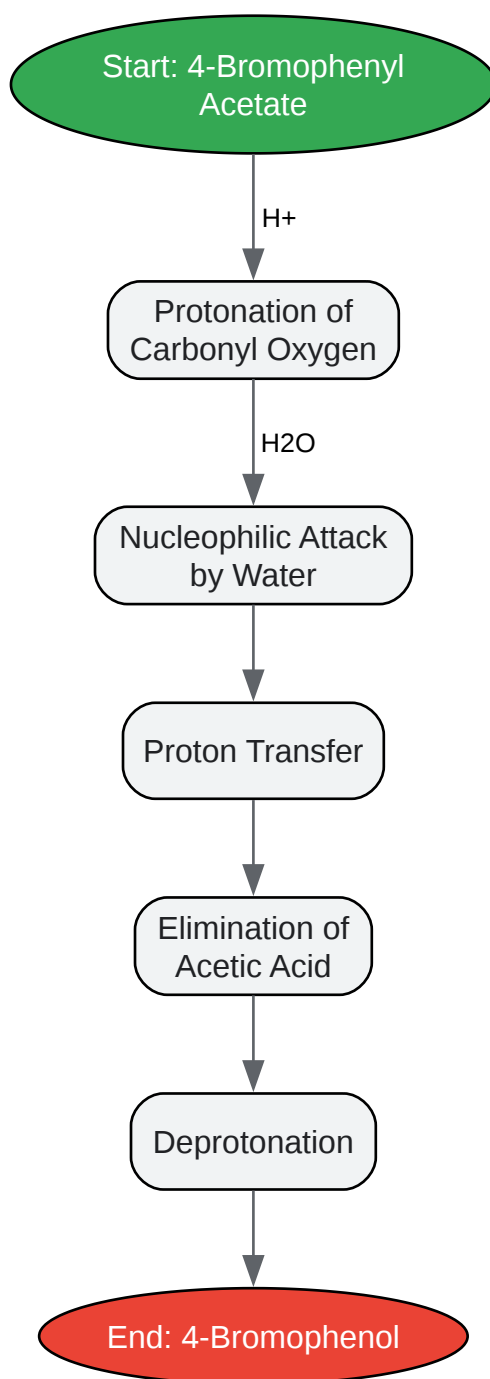 Start: 4-Bromophenyl
Acetate
H+
Protonation of
Carbonyl Oxygen
H2O
Nucleophilic Attack
by Water
Proton Transfer
Elimination of
Acetic Acid
Deprotonation
End: 4-Bromophenol